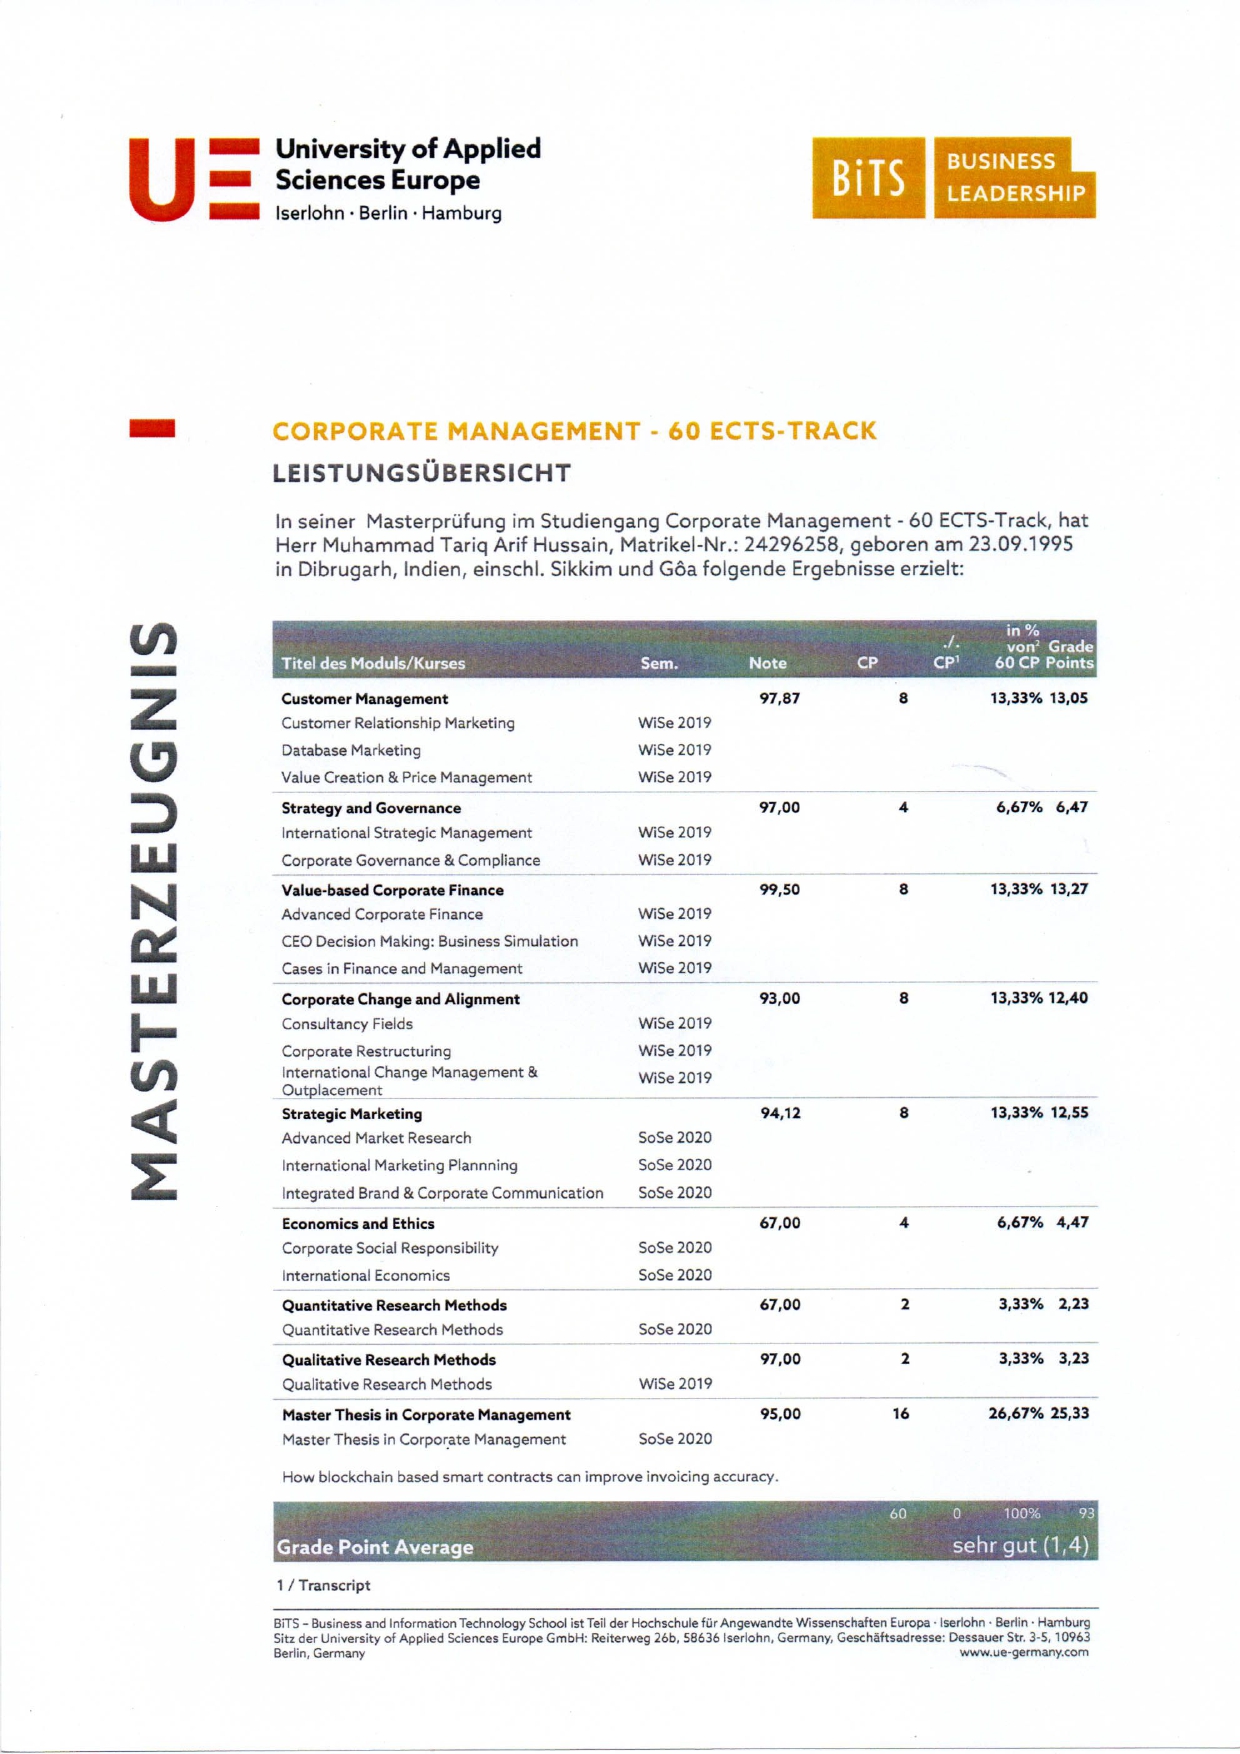 UE University of Applied
Sciences Europe
Iserlohn · Berlin · Hamburg
BiTS BUSINESS
LEADERSHIP
CORPORATE MANAGEMENT - 60 ECTS-TRACK
LEISTUNGSÜBERSICHT
In seiner Masterprüfung im Studiengang Corporate Management - 60 ECTS-Track, hat
Herr Muhammad Tariq Arif Hussain, Matrikel-Nr.: 24296258, geboren am 23.09.1995
in Dibrugarh, Indien, einschl. Sikkim und Gôa folgende Ergebnisse erzielt:
MASTERZEUGNIS
in %
./. von² Grade
Titel des Moduls/Kurses Sem. Note CP CP¹ 60 CP Points
Customer Management 97,87 8 13,33% 13,05
Customer Relationship Marketing WiSe 2019
Database Marketing WiSe 2019
Value Creation & Price Management WiSe 2019
Strategy and Governance 97,00 4 6,67% 6,47
International Strategic Management WiSe 2019
Corporate Governance & Compliance WiSe 2019
Value-based Corporate Finance 99,50 8 13,33% 13,27
Advanced Corporate Finance WiSe 2019
CEO Decision Making: Business Simulation WiSe 2019
Cases in Finance and Management WiSe 2019
Corporate Change and Alignment 93,00 8 13,33% 12,40
Consultancy Fields WiSe 2019
Corporate Restructuring WiSe 2019
International Change Management &
Outplacement WiSe 2019
Strategic Marketing 94,12 8 13,33% 12,55
Advanced Market Research SoSe 2020
International Marketing Plannning SoSe 2020
Integrated Brand & Corporate Communication SoSe 2020
Economics and Ethics 67,00 4 6,67% 4,47
Corporate Social Responsibility SoSe 2020
International Economics SoSe 2020
Quantitative Research Methods 67,00 2 3,33% 2,23
Quantitative Research Methods SoSe 2020
Qualitative Research Methods 97,00 2 3,33% 3,23
Qualitative Research Methods WiSe 2019
Master Thesis in Corporate Management 95,00 16 26,67% 25,33
Master Thesis in Corporate Management SoSe 2020
How blockchain based smart contracts can improve invoicing accuracy.
60 0 100% 93
Grade Point Average sehr gut (1,4)
1 / Transcript
BiTS – Business and Information Technology School ist Teil der Hochschule für Angewandte Wissenschaften Europa · Iserlohn · Berlin · Hamburg
Sitz der University of Applied Sciences Europe GmbH: Reiterweg 26b, 58636 Iserlohn, Germany, Geschäftsadresse: Dessauer Str. 3-5, 10963
Berlin, Germany www.ue-germany.com